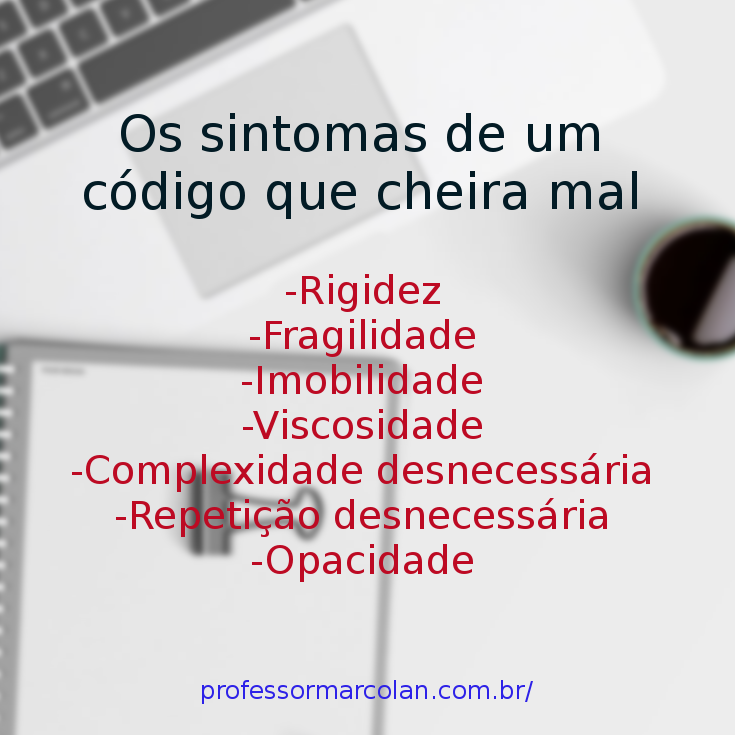 Os sintomas de um
código que cheira mal
-Rigidez
-Fragilidade
-Imobilidade
-Viscosidade
-Complexidade desnecessária
-Repetição desnecessária
-Opacidade
professormarcolan.com.br/